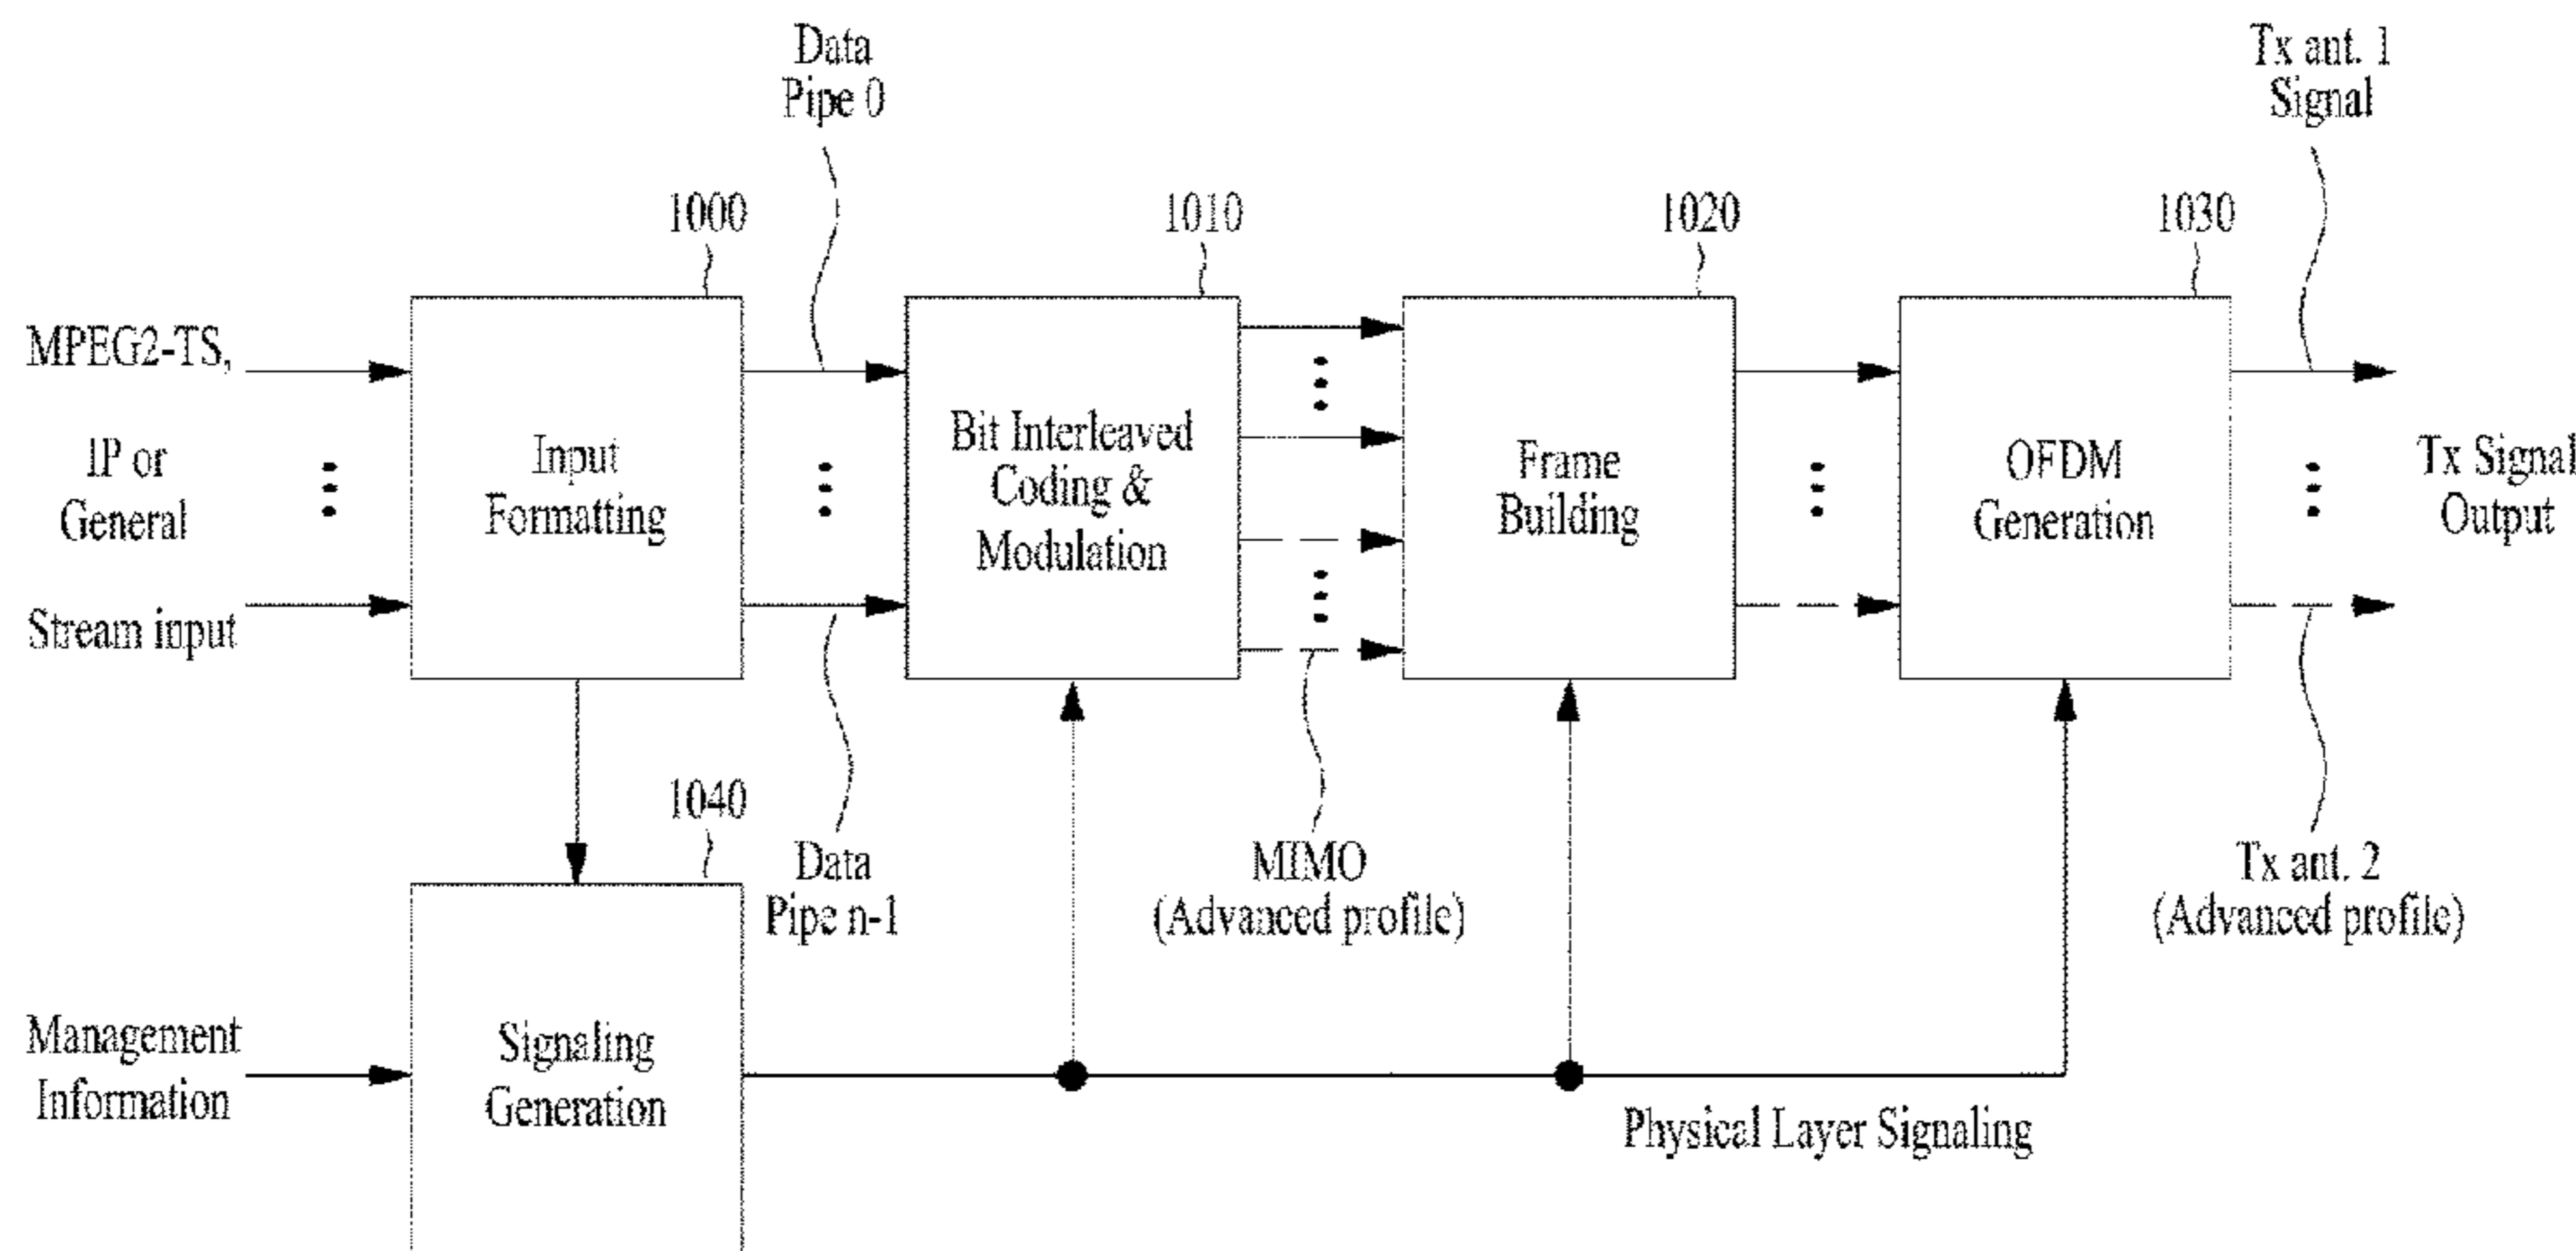 Data
Pipe 0
Tx ant. 1
Signal
1000
1010
1020
1030
MPEG2-TS,
IP or
General
Stream input
Input
Formatting
Bit Interleaved
Coding &
Modulation
Frame
Building
OFDM
Generation
Tx Signal
Output
1040
Data
Pipe n-1
MIMO
(Advanced profile)
Tx ant. 2
(Advanced profile)
Management
Information
Signaling
Generation
Physical Layer Signaling